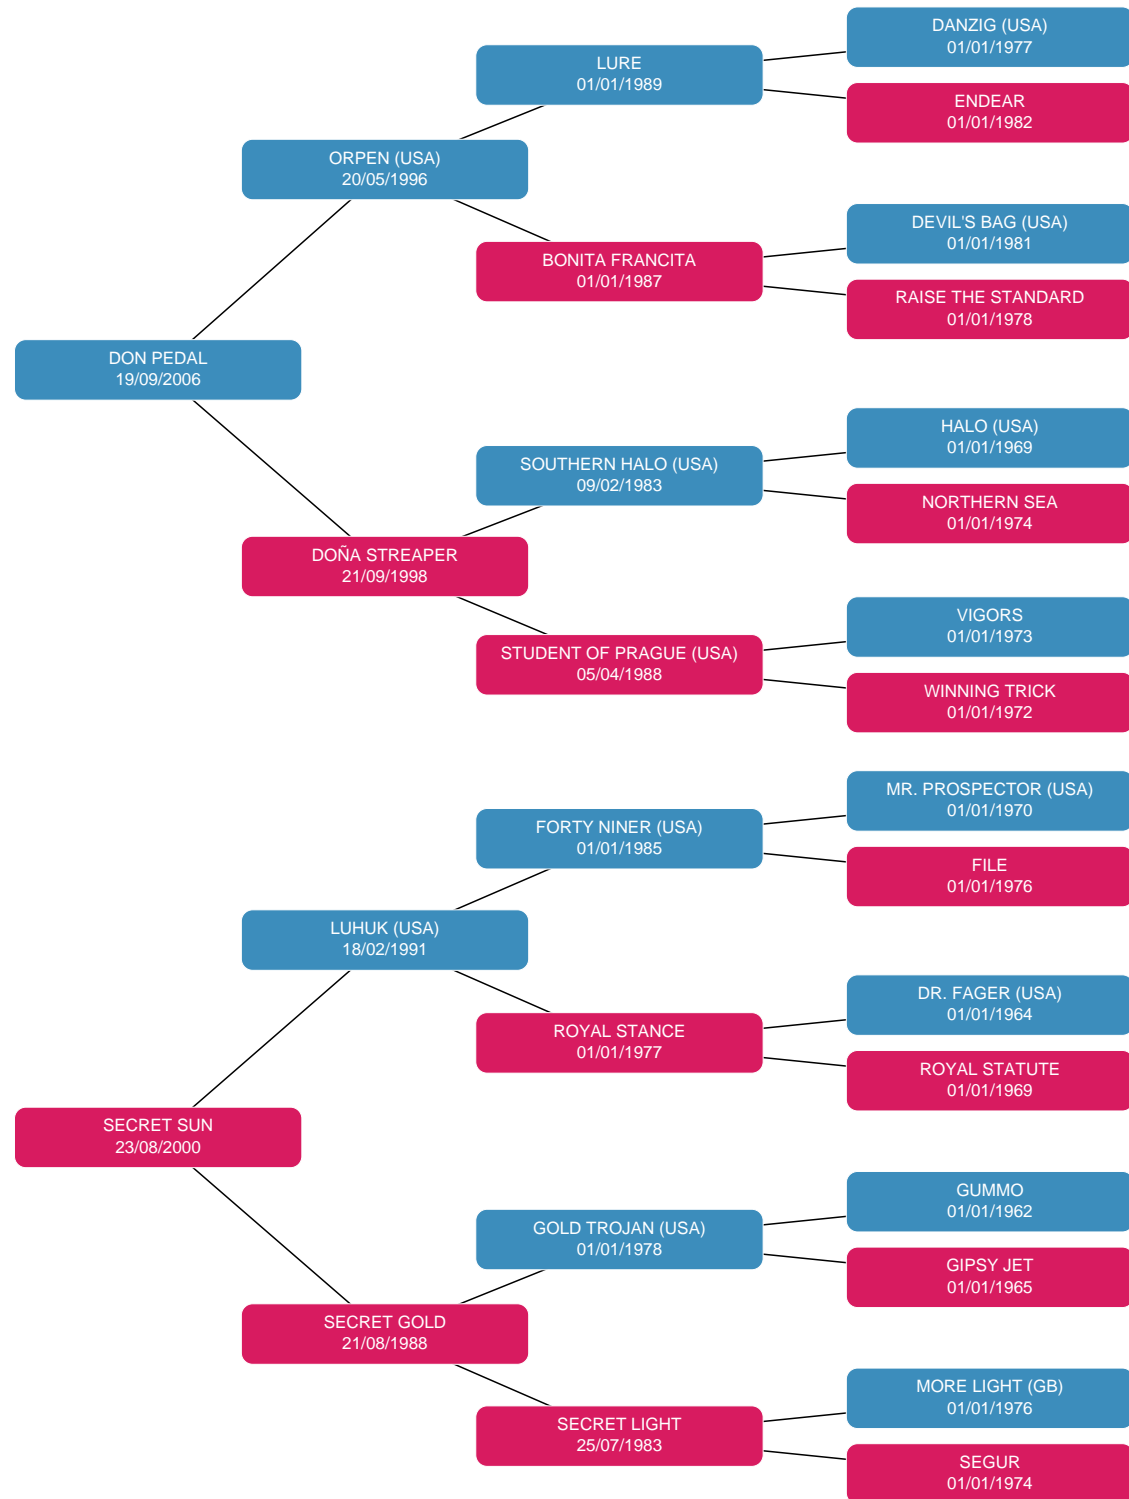 DANZIG (USA)
01/01/1977
LURE
01/01/1989
ENDEAR
01/01/1982
ORPEN (USA)
20/05/1996
DEVIL'S BAG (USA)
01/01/1981
BONITA FRANCITA
01/01/1987
RAISE THE STANDARD
01/01/1978
DON PEDAL
19/09/2006
HALO (USA)
01/01/1969
SOUTHERN HALO (USA)
09/02/1983
NORTHERN SEA
01/01/1974
DOÑA STREAPER
21/09/1998
VIGORS
01/01/1973
STUDENT OF PRAGUE (USA)
05/04/1988
WINNING TRICK
01/01/1972
MR. PROSPECTOR (USA)
01/01/1970
FORTY NINER (USA)
01/01/1985
FILE
01/01/1976
LUHUK (USA)
18/02/1991
DR. FAGER (USA)
01/01/1964
ROYAL STANCE
01/01/1977
ROYAL STATUTE
01/01/1969
SECRET SUN
23/08/2000
GUMMO
01/01/1962
GOLD TROJAN (USA)
01/01/1978
GIPSY JET
01/01/1965
SECRET GOLD
21/08/1988
MORE LIGHT (GB)
01/01/1976
SECRET LIGHT
25/07/1983
SEGUR
01/01/1974